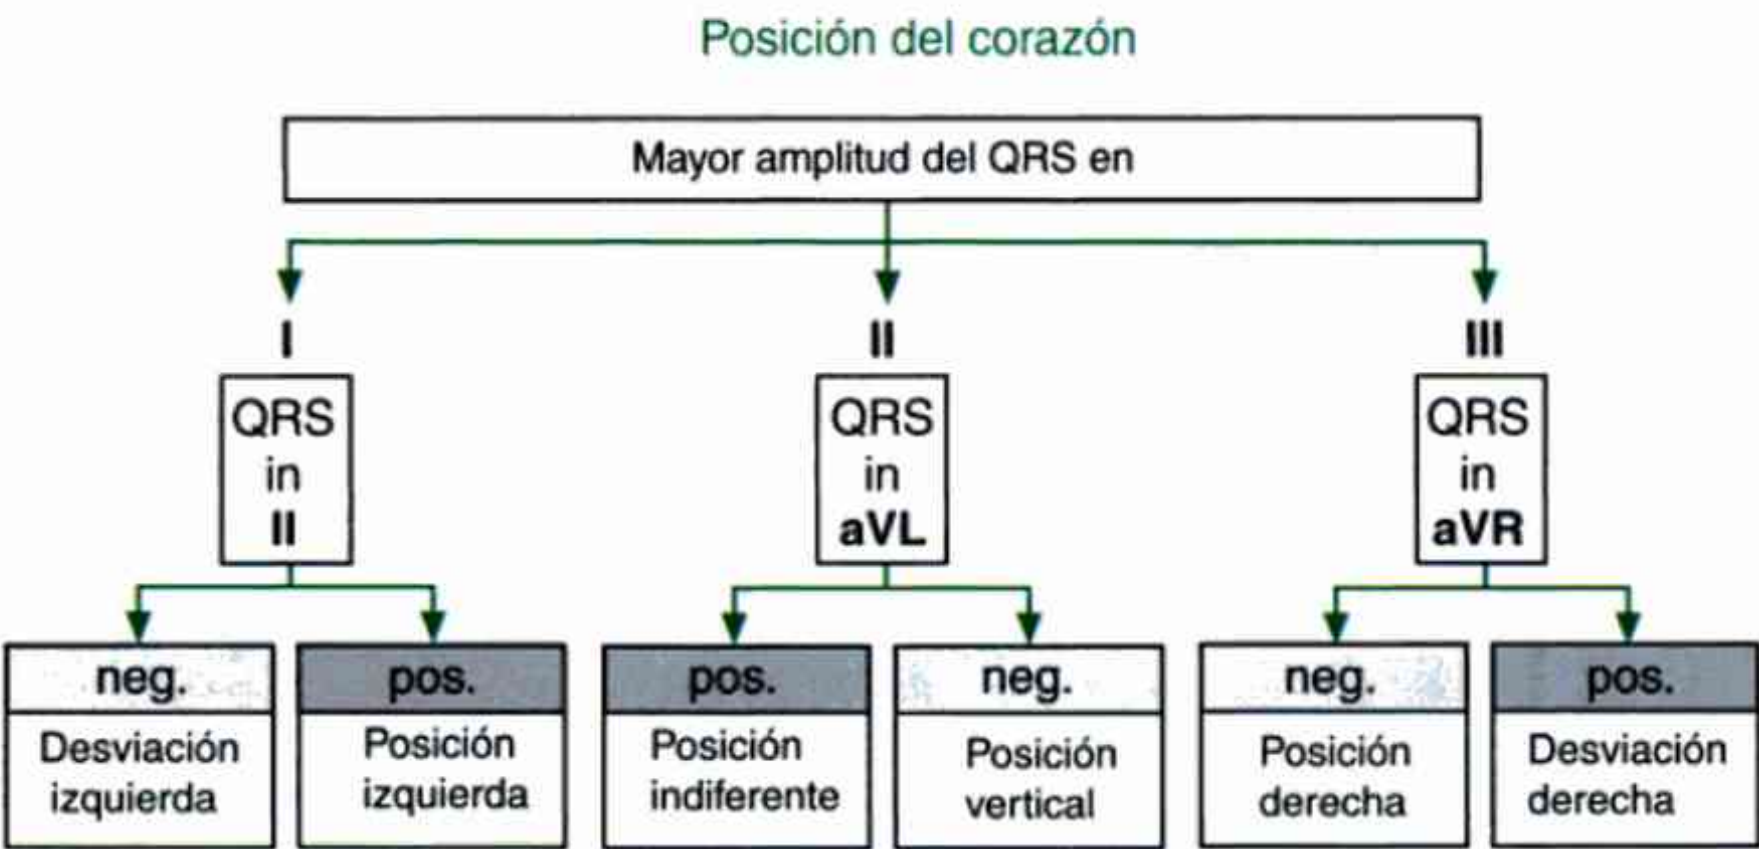 Posición del corazón
Mayor amplitud del QRS en
I
QRS
in
II
neg.
Desviación
izquierda
pos.
Posición
izquierda
II
QRS
in
aVL
pos.
Posición
indiferente
neg.
Posición
vertical
III
QRS
in
aVR
neg.
Posición
derecha
pos.
Desviación
derecha